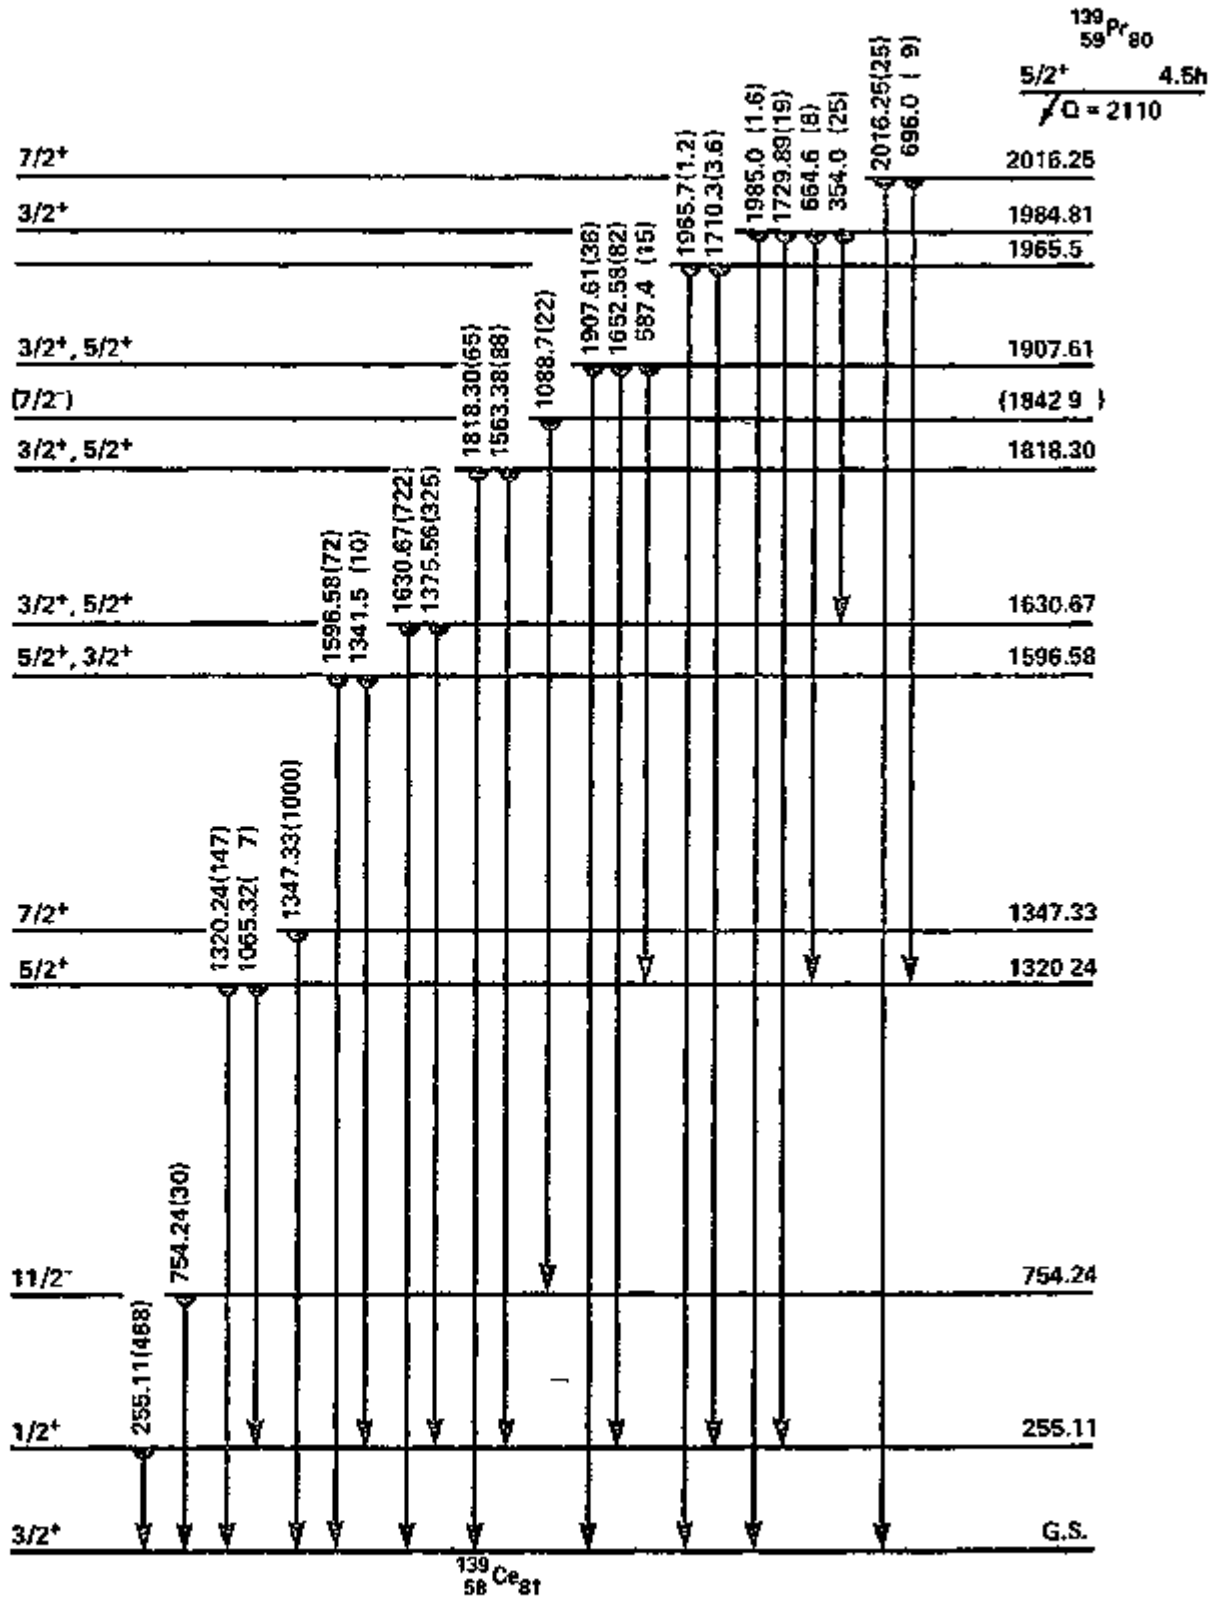 139
59Pr80
5/2+ 4.5h
Q = 2110
2016.25(25)
696.0 ( 9)
7/2+ 2016.25
1985.0 (1.6)
1729.89(19)
664.6 (8)
354.0 (25)
3/2+ 1984.81
1965.7(1.2)
1710.3(3.6)
1965.5
1907.61(36)
1652.58(82)
587.4 (15)
3/2+, 5/2+ 1907.61
1088.7(22)
(7/2-) (1842 9 )
1818.30(65)
1563.38(88)
3/2+, 5/2+ 1818.30
1630.67(722)
1375.56(325)
3/2+, 5/2+ 1630.67
1596.58(72)
1341.5 (10)
5/2+, 3/2+ 1596.58
1347.33(1000)
7/2+ 1347.33
1320.24(147)
1065.32( 7)
5/2+ 1320 24
754.24(30)
11/2- 754.24
255.11(468)
1/2+ 255.11
3/2+ G.S.
139
58Ce81